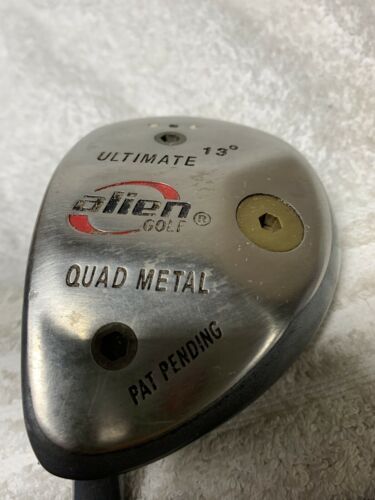 ULTIMATE 13°
alien®
GOLF
QUAD METAL
PAT PENDING